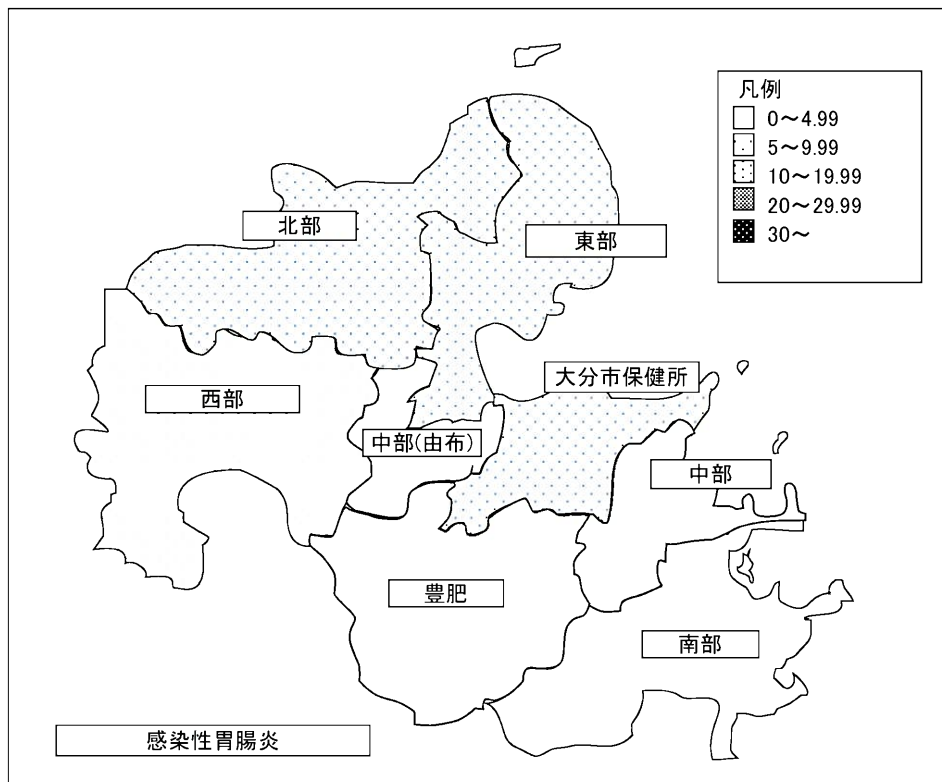 凡例
0～4.99
5～9.99
10～19.99
20～29.99
30～
北部
東部
大分市保健所
西部
中部(由布)
中部
豊肥
南部
感染性胃腸炎